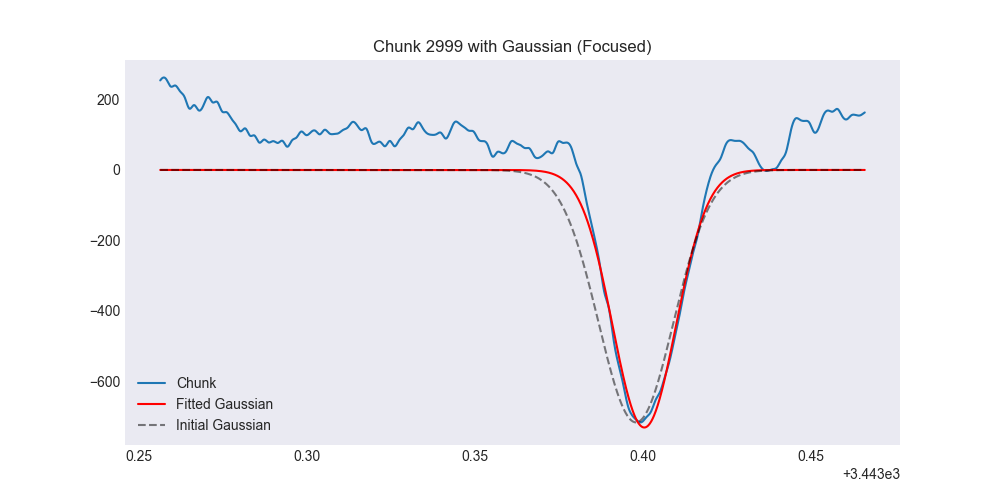 Chunk 2999 with Gaussian (Focused)
200
0
−200
−400
−600
Chunk
Fitted Gaussian
Initial Gaussian
0.25 0.30 0.35 0.40 0.45
+3.443e3